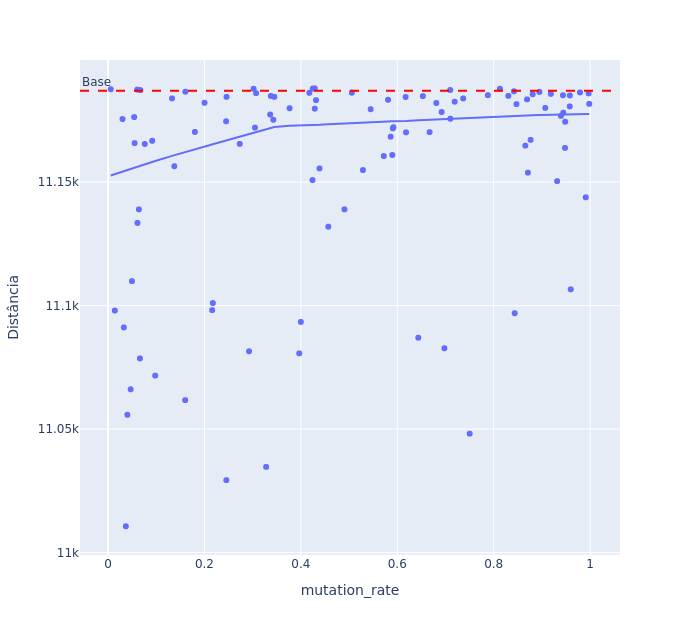 Base
11.15k
11.1k
11.05k
11k
0
0.2
0.4
0.6
0.8
1
mutation_rate
Distância